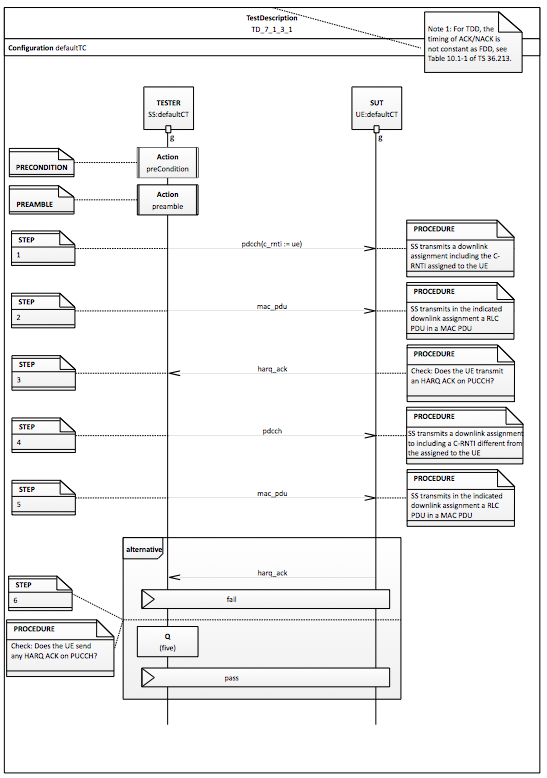 TestDescription
TD_7_1_3_1
Configuration defaultTC
Note 1: For TDD, the
timing of ACK/NACK is
not constant as FDD, see
Table 10.1-1 of TS 36.213.
TESTER
SS:defaultCT
SUT
UE:defaultCT
g
g
PRECONDITION
Action
preCondition
PREAMBLE
Action
preamble
STEP
1
pdcch(c_rnti := ue)
PROCEDURE
SS transmits a downlink
assignment including the C-
RNTI assigned to the UE
STEP
2
mac_pdu
PROCEDURE
SS transmits in the indicated
downlink assignment a RLC
PDU in a MAC PDU
STEP
3
harq_ack
PROCEDURE
Check: Does the UE transmit
an HARQ ACK on PUCCH?
STEP
4
pdcch
PROCEDURE
SS transmits a downlink assignment
to including a C-RNTI different from
the assigned to the UE
STEP
5
mac_pdu
PROCEDURE
SS transmits in the indicated
downlink assignment a RLC
PDU in a MAC PDU
alternative
harq_ack
STEP
6
fail
PROCEDURE
Check: Does the UE send
any HARQ ACK on PUCCH?
Q
(five)
pass